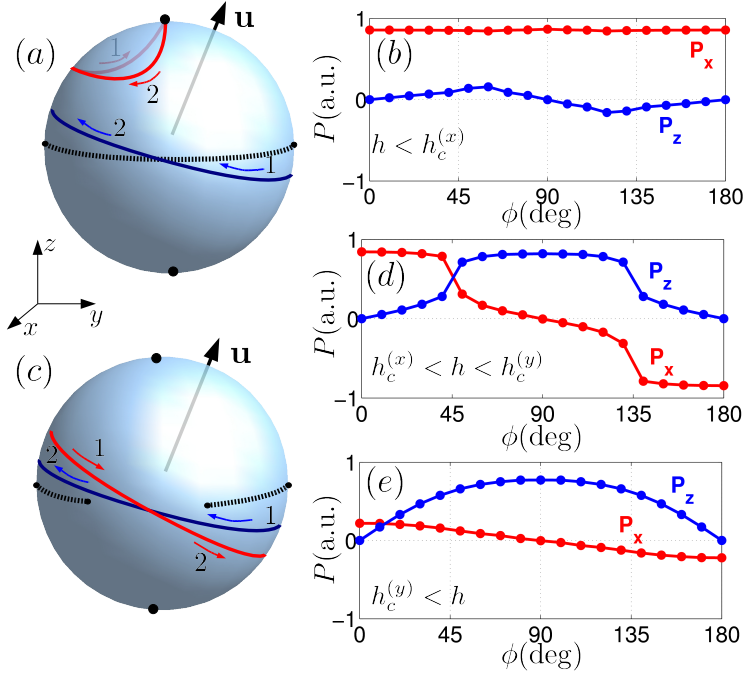 (a)
u
1
2
2
1
z
y
x
(c)
u
1
2
1
2
(b)
P(a.u.)
1
0
−1
P_x
P_z
h < h_c^{(x)}
0 45 90 135 180
ϕ(deg)
(d)
P(a.u.)
1
0
−1
P_z
P_x
h_c^{(x)} < h < h_c^{(y)}
0 45 90 135 180
ϕ(deg)
(e)
P(a.u.)
1
0
−1
P_z
P_x
h_c^{(y)} < h
0 45 90 135 180
ϕ(deg)